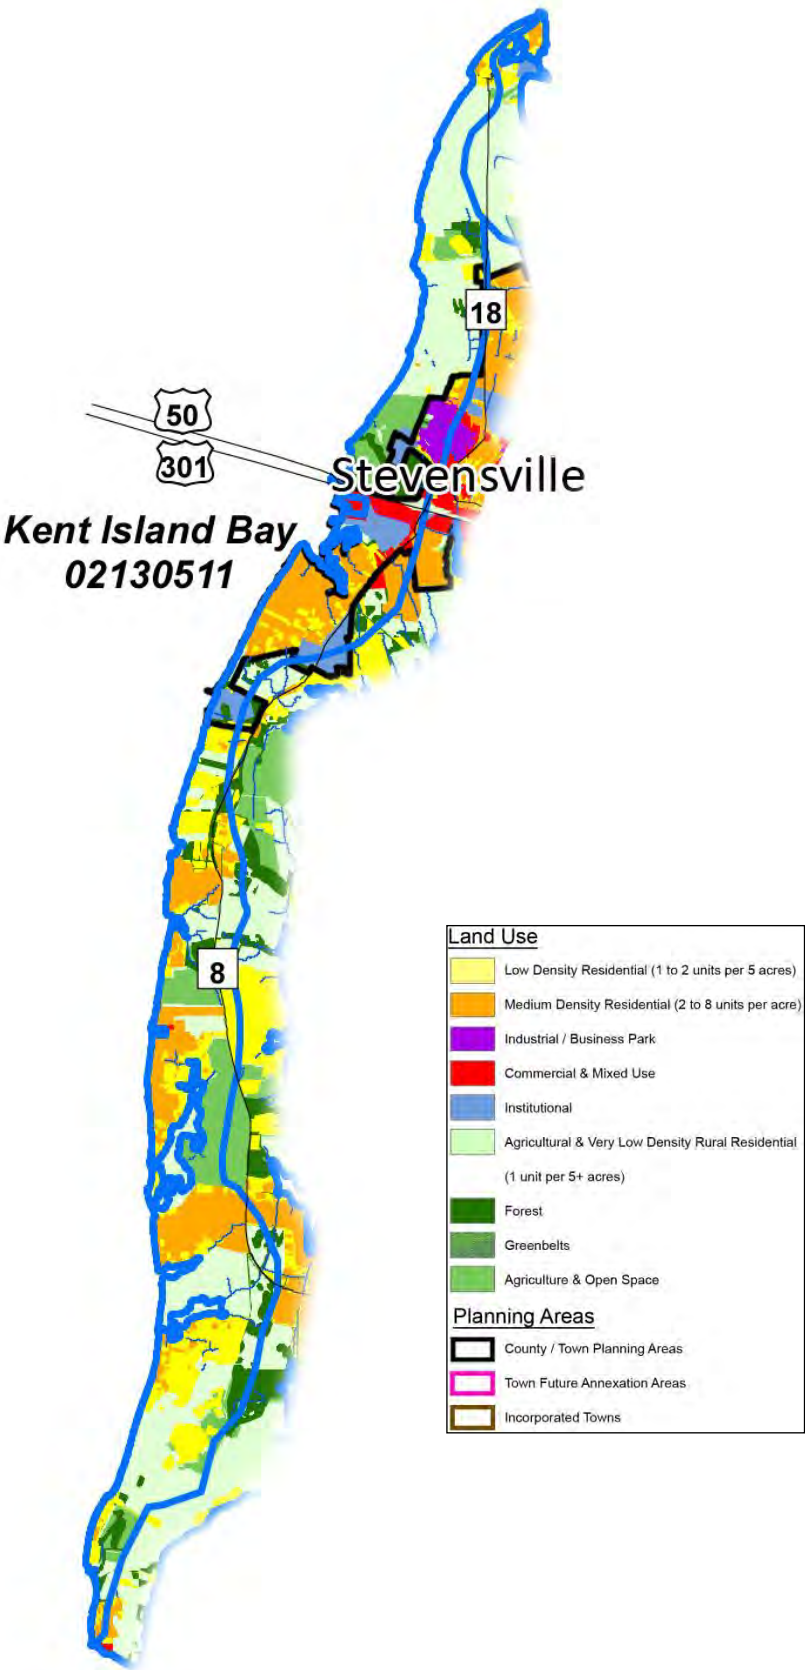 18
50
301
Stevensville
Kent Island Bay
02130511
8
Land Use
Low Density Residential (1 to 2 units per 5 acres)
Medium Density Residential (2 to 8 units per acre)
Industrial / Business Park
Commercial & Mixed Use
Institutional
Agricultural & Very Low Density Rural Residential
(1 unit per 5+ acres)
Forest
Greenbelts
Agriculture & Open Space
Planning Areas
County / Town Planning Areas
Town Future Annexation Areas
Incorporated Towns